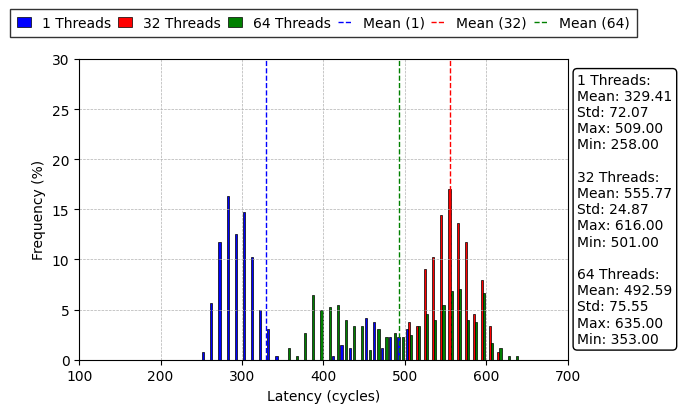 1 Threads 32 Threads 64 Threads Mean (1) Mean (32) Mean (64)
30
25
20
15
10
5
0
Frequency (%)
100 200 300 400 500 600 700
Latency (cycles)
1 Threads:
Mean: 329.41
Std: 72.07
Max: 509.00
Min: 258.00
32 Threads:
Mean: 555.77
Std: 24.87
Max: 616.00
Min: 501.00
64 Threads:
Mean: 492.59
Std: 75.55
Max: 635.00
Min: 353.00